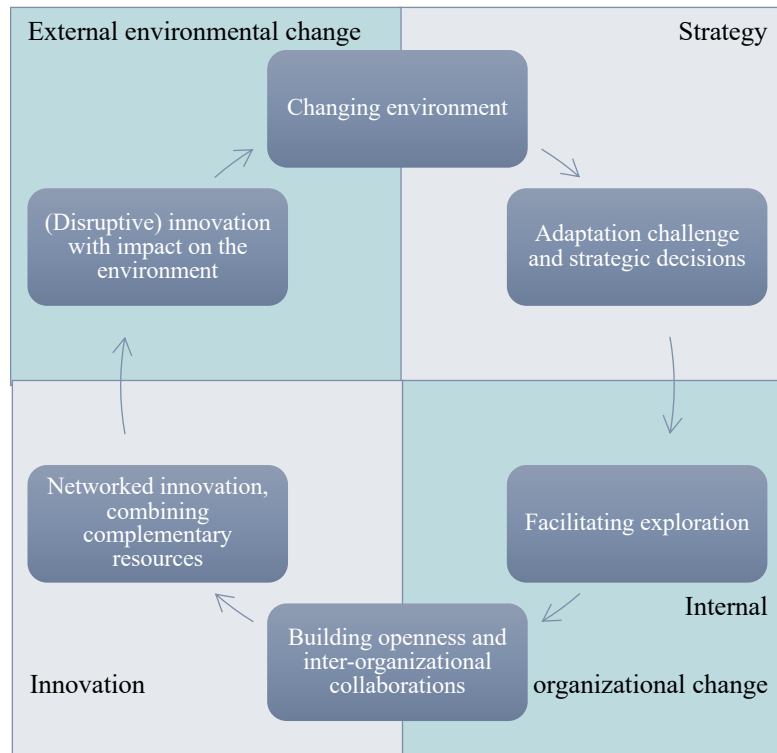 External environmental change
Strategy
Changing environment
(Disruptive) innovation
with impact on the
environment
Adaptation challenge
and strategic decisions
Networked innovation,
combining
complementary
resources
Facilitating exploration
Internal
Building openness and
inter-organizational
collaborations
Innovation
organizational change